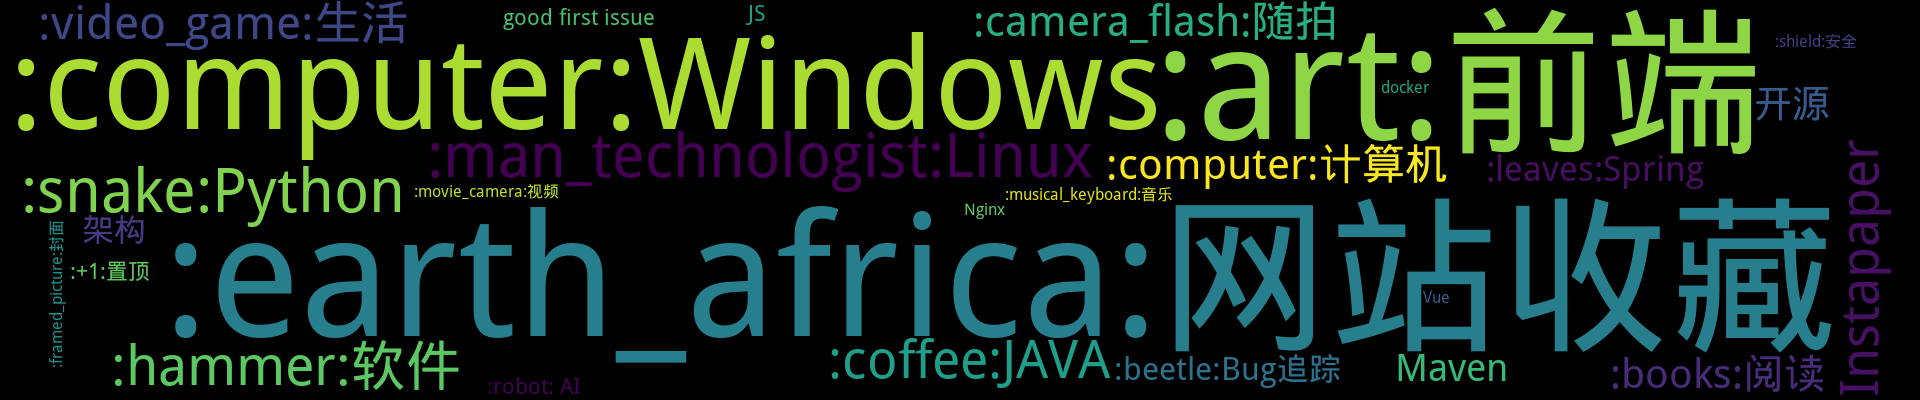 :video_game:生活
good first issue
JS
:camera_flash:随拍
:shield:安全
:computer:Windows
:art:前端
docker
开源
:man_technologist:Linux
:computer:计算机
:leaves:Spring
:snake:Python
:movie_camera:视频
:musical_keyboard:音乐
Nginx
架构
:earth_africa:网站收藏
Vue
:+1:置顶
:framed_picture:封面
Instapaper
:hammer:软件
:robot: AI
:coffee:JAVA
:beetle:Bug追踪
Maven
:books:阅读